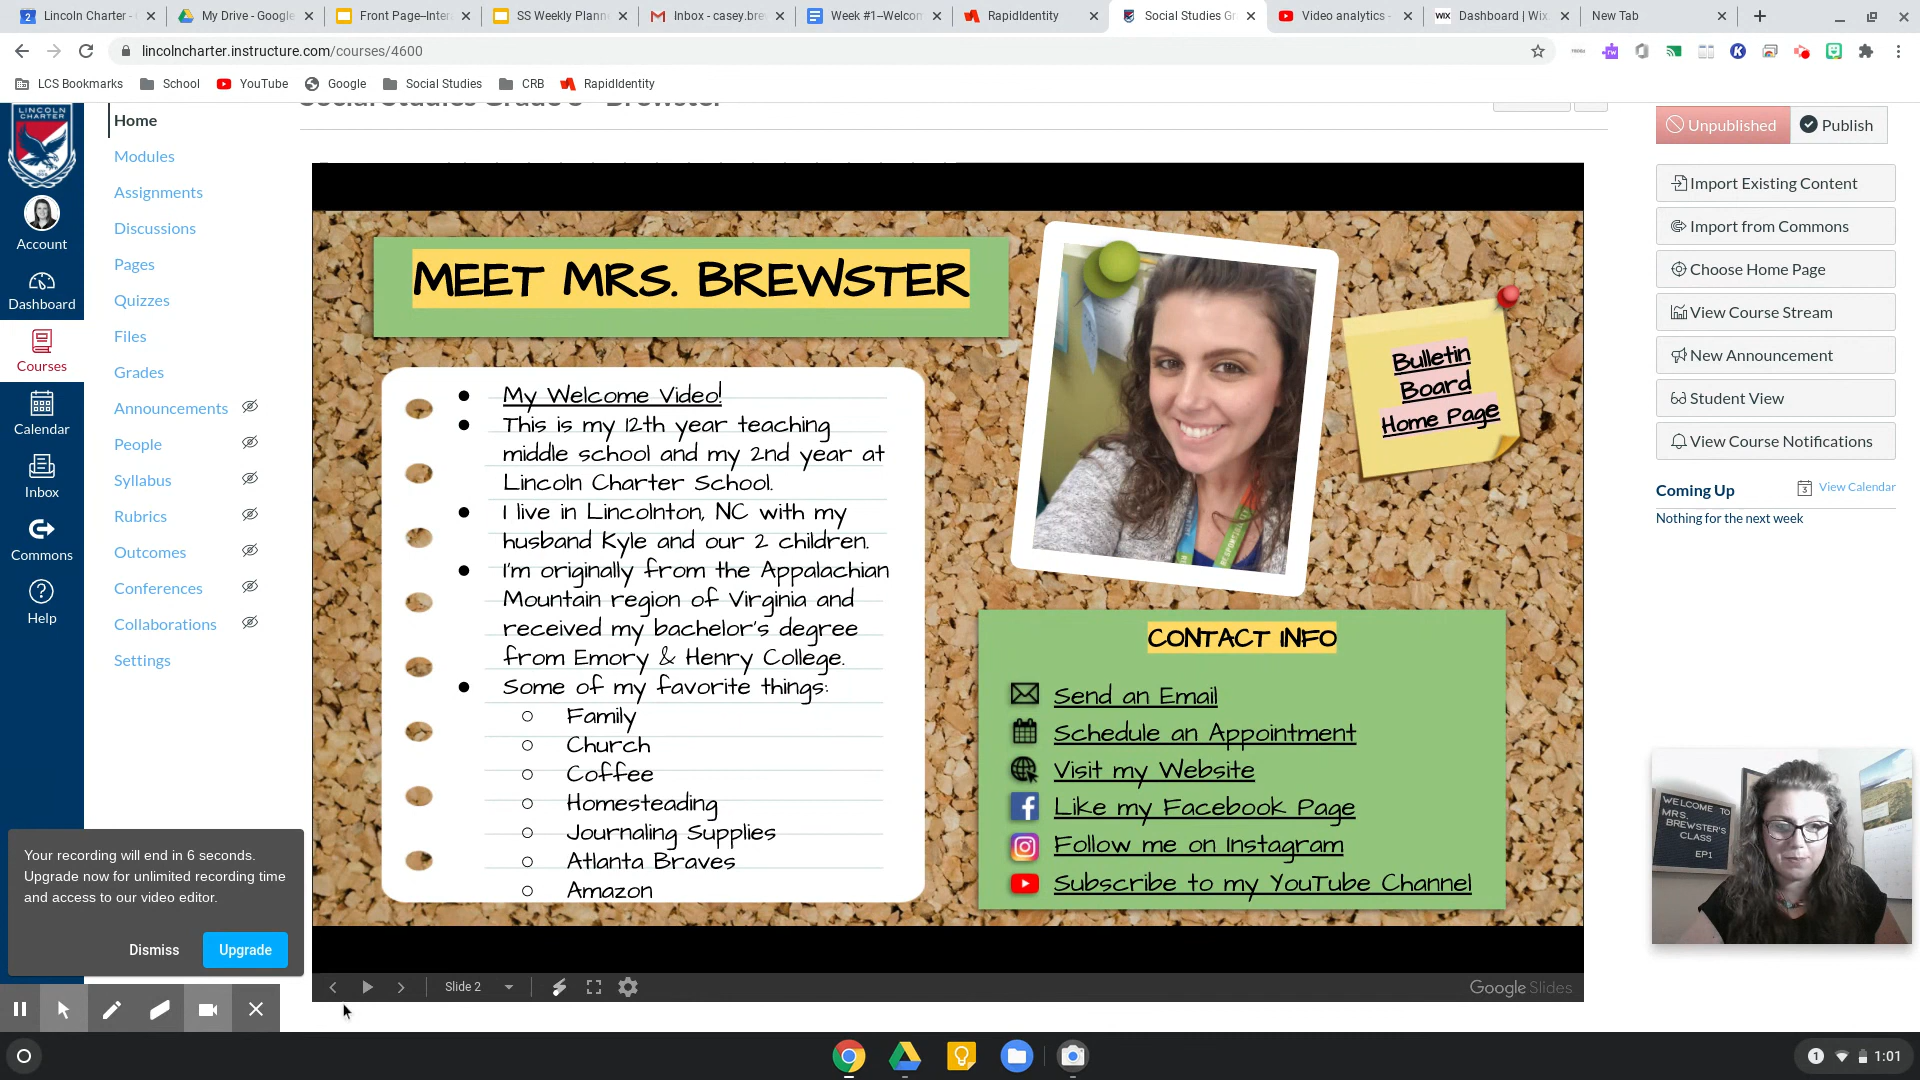 Lincoln Charter -
My Drive - Google
Front Page--Inter
SS Weekly Plann
Inbox - casey.bre
Week #1--Welcon
RapidIdentity
Social Studies Gr
Video analytics -
WIX
Dashboard | Wix.
New Tab
lincolncharter.instructure.com/courses/4600
LCS Bookmarks
School
YouTube
Google
Social Studies
CRB
RapidIdentity
LINCOLN
CHARTER
Account
Dashboard
Courses
Calendar
Inbox
Commons
Help
Home
Modules
Assignments
Discussions
Pages
Quizzes
Files
Grades
Announcements
People
Syllabus
Rubrics
Outcomes
Conferences
Collaborations
Settings
MEET MRS. BREWSTER
My Welcome Video!
This is my 12th year teaching
middle school and my 2nd year at
Lincoln Charter School.
I live in Lincolnton, NC with my
husband Kyle and our 2 children.
I'm originally from the Appalachian
Mountain region of Virginia and
received my bachelor's degree
from Emory & Henry College.
Some of my favorite things:
Family
Church
Coffee
Homesteading
Journaling Supplies
Atlanta Braves
Amazon
Bulletin
Board
Home Page
CONTACT INFO
Send an Email
Schedule an Appointment
Visit my Website
Like my Facebook Page
Follow me on Instagram
Subscribe to my YouTube Channel
Slide 2
Google Slides
Unpublished
Publish
Import Existing Content
Import from Commons
Choose Home Page
View Course Stream
New Announcement
Student View
View Course Notifications
Coming Up
View Calendar
Nothing for the next week
WELCOME TO
MRS.
BREWSTER'S
CLASS
EP1
Your recording will end in 6 seconds.
Upgrade now for unlimited recording time
and access to our video editor.
Dismiss
Upgrade
1
1:01